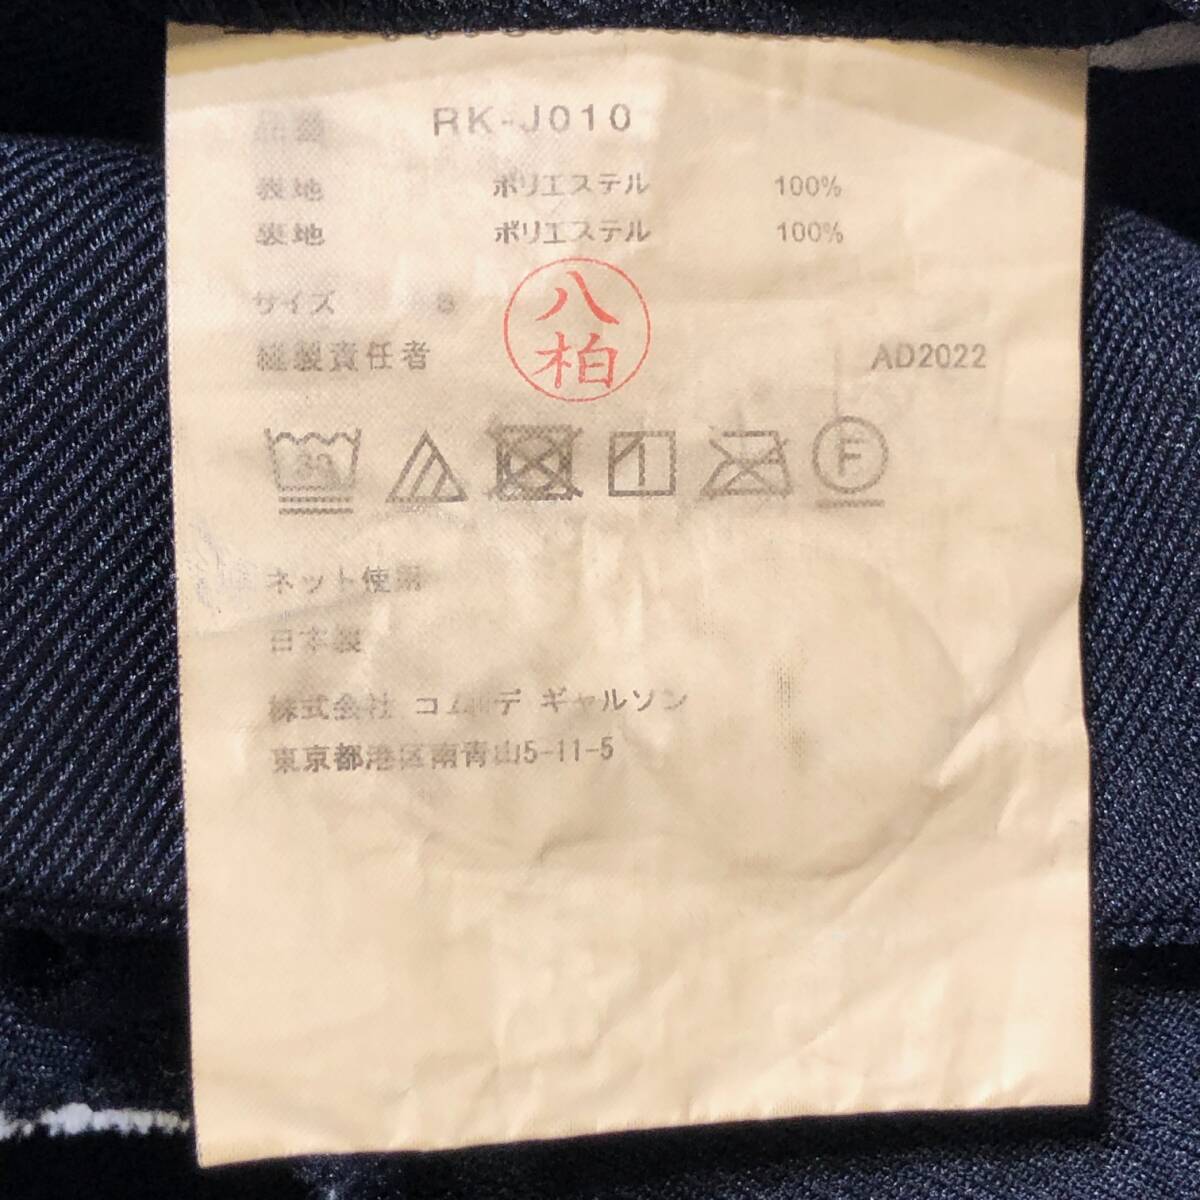 品番 RK-J010
表地 ポリエステル 100%
裏地 ポリエステル 100%
サイズ S
縫製責任者 八柏 AD2022
30 F
ネット使用
日本製
株式会社 コム デ ギャルソン
東京都港区南青山5-11-5